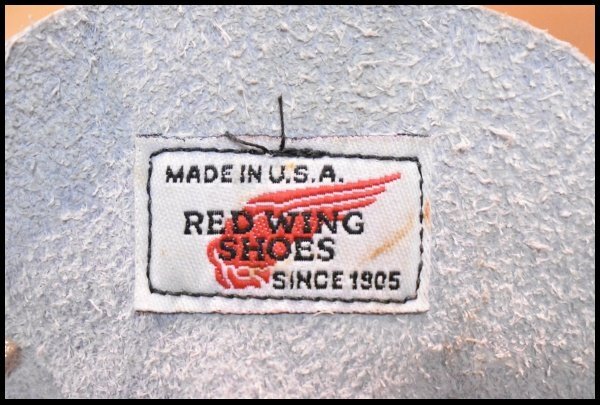 MADE IN U.S.A.
RED WING
SHOES
SINCE 1905